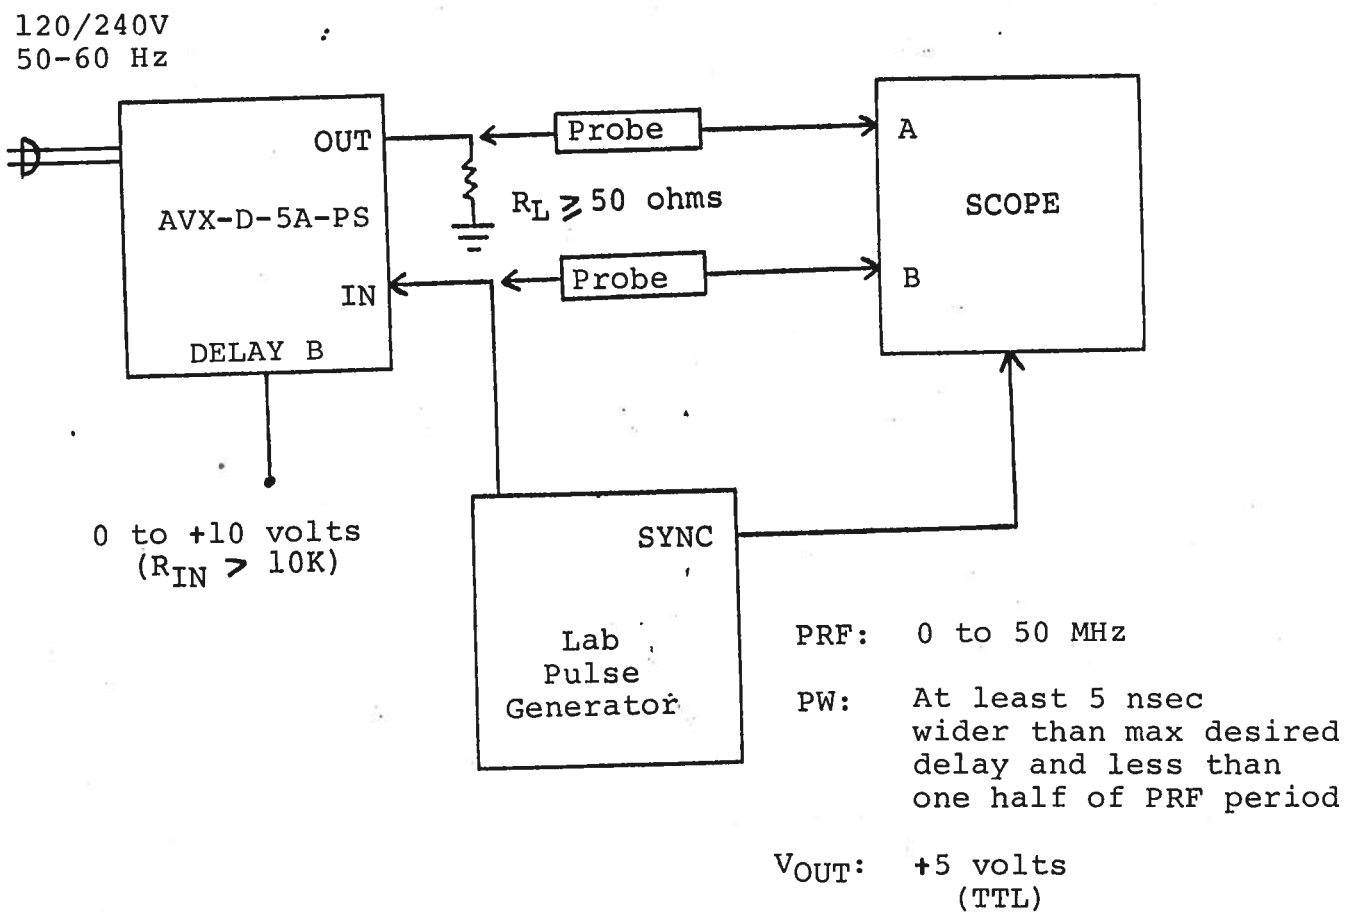 120/240V
50-60 Hz
OUT
Probe
A
R_L ≥ 50 ohms
SCOPE
AVX-D-5A-PS
IN
Probe
B
DELAY B
0 to +10 volts
(R_IN > 10K)
SYNC
Lab
Pulse
Generator
PRF: 0 to 50 MHz
PW: At least 5 nsec
wider than max desired
delay and less than
one half of PRF period
V_OUT: +5 volts
(TTL)